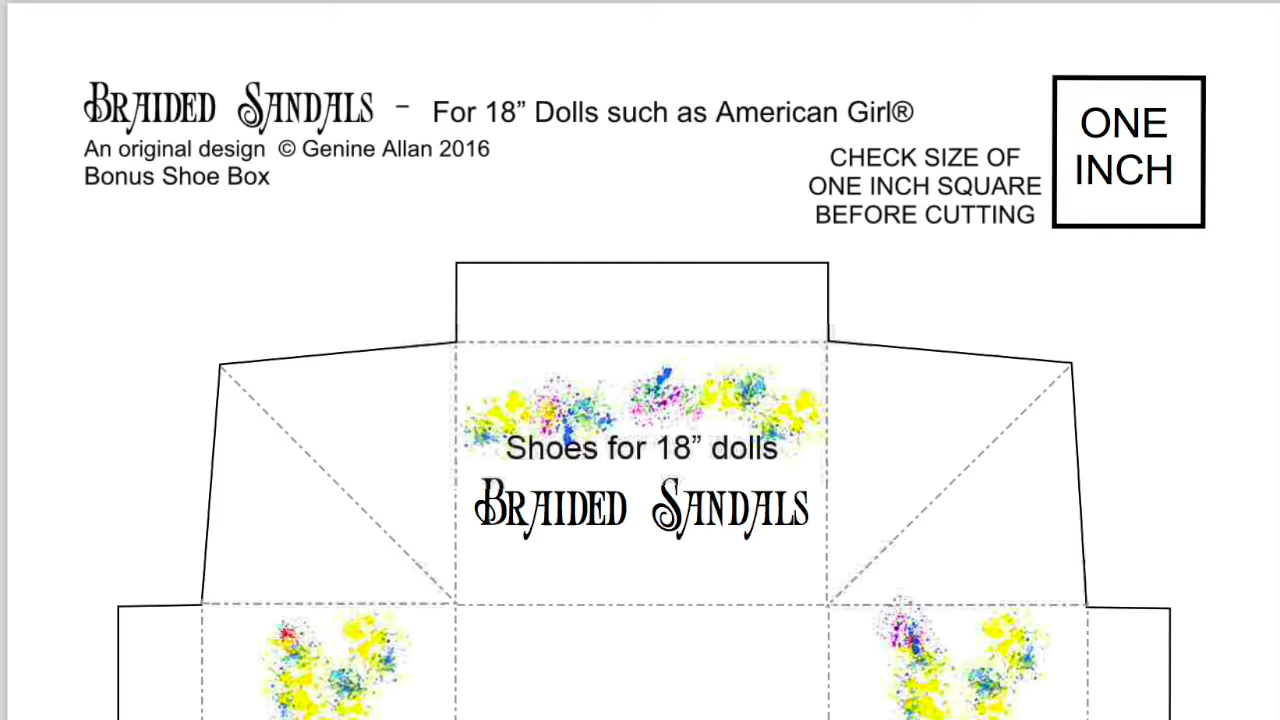 BRAIDED SANDALS - For 18” Dolls such as American Girl®
An original design © Genine Allan 2016
Bonus Shoe Box
CHECK SIZE OF
ONE INCH SQUARE
BEFORE CUTTING
ONE
INCH
Shoes for 18” dolls
BRAIDED SANDALS